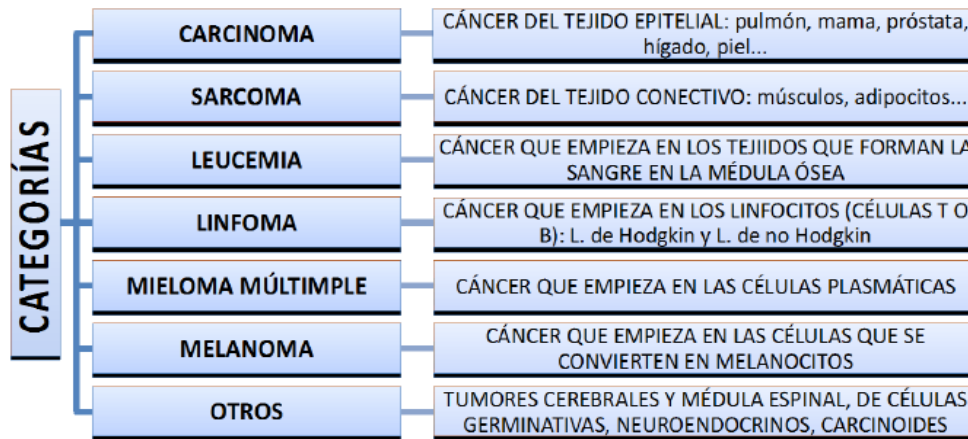 CATEGORÍAS
CARCINOMA
CÁNCER DEL TEJIDO EPITELIAL: pulmón, mama, próstata,
hígado, piel...
SARCOMA
CÁNCER DEL TEJIDO CONECTIVO: músculos, adipocitos...
LEUCEMIA
CÁNCER QUE EMPIEZA EN LOS TEJIIDOS QUE FORMAN LA
SANGRE EN LA MÉDULA ÓSEA
LINFOMA
CÁNCER QUE EMPIEZA EN LOS LINFOCITOS (CÉLULAS T O
B): L. de Hodgkin y L. de no Hodgkin
MIELOMA MÚLTIMPLE
CÁNCER QUE EMPIEZA EN LAS CÉLULAS PLASMÁTICAS
MELANOMA
CÁNCER QUE EMPIEZA EN LAS CÉLULAS QUE SE
CONVIERTEN EN MELANOCITOS
OTROS
TUMORES CEREBRALES Y MÉDULA ESPINAL, DE CÉLULAS
GERMINATIVAS, NEUROENDOCRINOS, CARCINOIDES